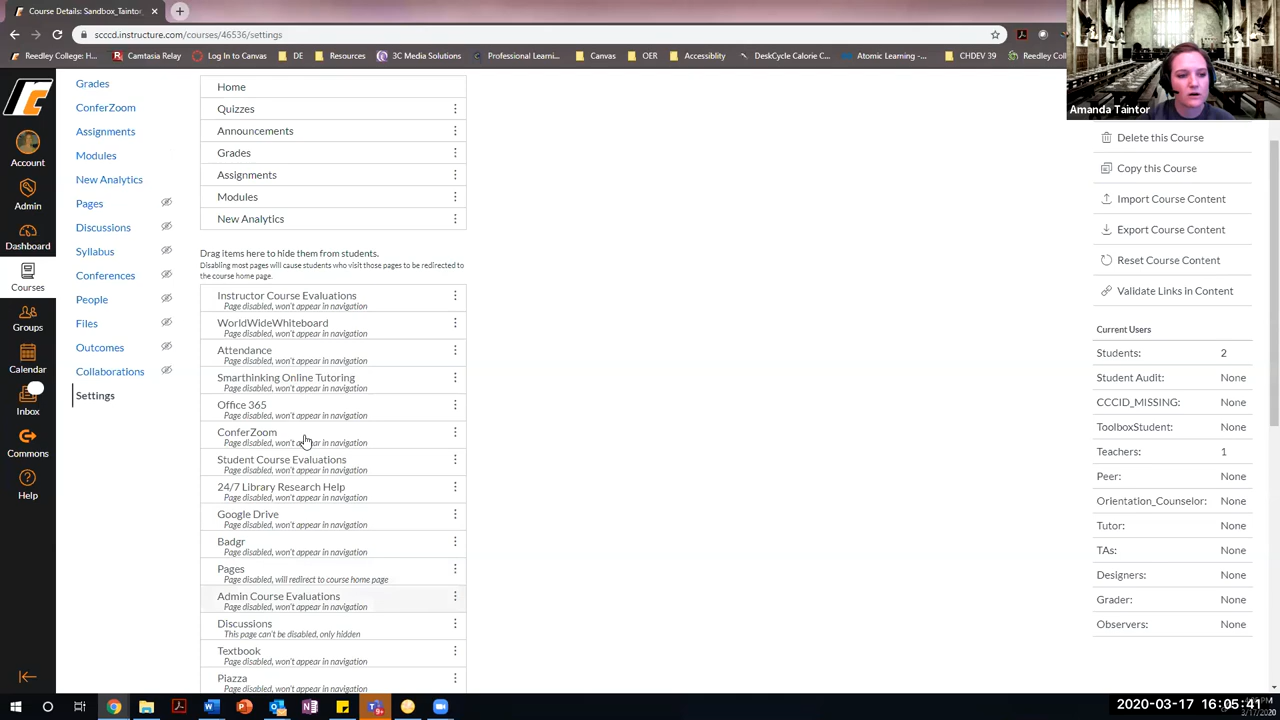 Course Details: Sandbox_Taintor,
scccd.instructure.com/courses/46536/settings
Reedley College: H...
Camtasia Relay
Log In to Canvas
DE
Resources
3C Media Solutions
Professional Learni...
Canvas
OER
Accessiblity
DeskCycle Calorie C...
Atomic Learning -...
CHDEV 39
Reedley Co
Amanda Taintor
Account
Admin
Dashboard
Courses
Groups
Calendar
Inbox
Commons
Help
Grades
ConferZoom
Assignments
Modules
New Analytics
Pages
Discussions
Syllabus
Conferences
People
Files
Outcomes
Collaborations
Settings
Home
Quizzes
Announcements
Grades
Assignments
Modules
New Analytics
Drag items here to hide them from students.
Disabling most pages will cause students who visit those pages to be redirected to
the course home page.
Instructor Course Evaluations
Page disabled, won't appear in navigation
WorldWideWhiteboard
Page disabled, won't appear in navigation
Attendance
Page disabled, won't appear in navigation
Smarthinking Online Tutoring
Page disabled, won't appear in navigation
Office 365
Page disabled, won't appear in navigation
ConferZoom
Page disabled, won't appear in navigation
Student Course Evaluations
Page disabled, won't appear in navigation
24/7 Library Research Help
Page disabled, won't appear in navigation
Google Drive
Page disabled, won't appear in navigation
Badgr
Page disabled, won't appear in navigation
Pages
Page disabled, will redirect to course home page
Admin Course Evaluations
Page disabled, won't appear in navigation
Discussions
This page can't be disabled, only hidden
Textbook
Page disabled, won't appear in navigation
Piazza
Page disabled, won't appear in navigation
Delete this Course
Copy this Course
Import Course Content
Export Course Content
Reset Course Content
Validate Links in Content
Current Users
Students: 2
Student Audit: None
CCCID_MISSING: None
ToolboxStudent: None
Teachers: 1
Peer: None
Orientation_Counselor: None
Tutor: None
TAs: None
Designers: None
Grader: None
Observers: None
2020-03-17 16:05:41